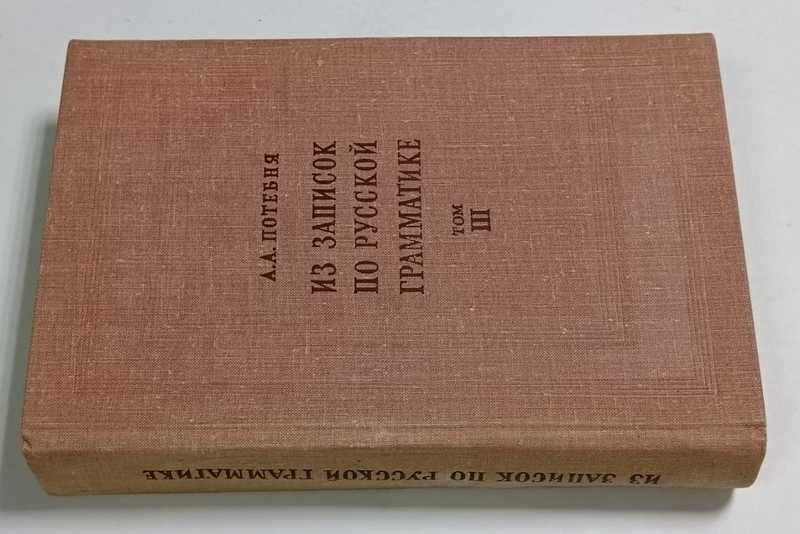 А.А. ПОТЕБНЯ
ИЗ ЗАПИСОК
ПО РУССКОЙ
ГРАММАТИКЕ
ТОМ
III
ИЗ ЗАПИСОК ПО РУССКОЙ ГРАММАТИКЕ